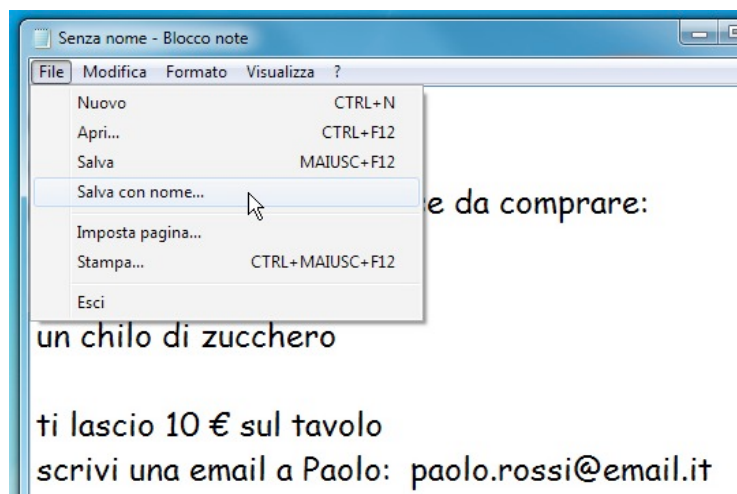 Senza nome - Blocco note
File Modifica Formato Visualizza ?
Nuovo CTRL+N
Apri... CTRL+F12
Salva MAIUSC+F12
Salva con nome...
Imposta pagina...
Stampa... CTRL+MAIUSC+F12
Esci
da comprare:
un chilo di zucchero
ti lascio 10 € sul tavolo
scrivi una email a Paolo: paolo.rossi@email.it